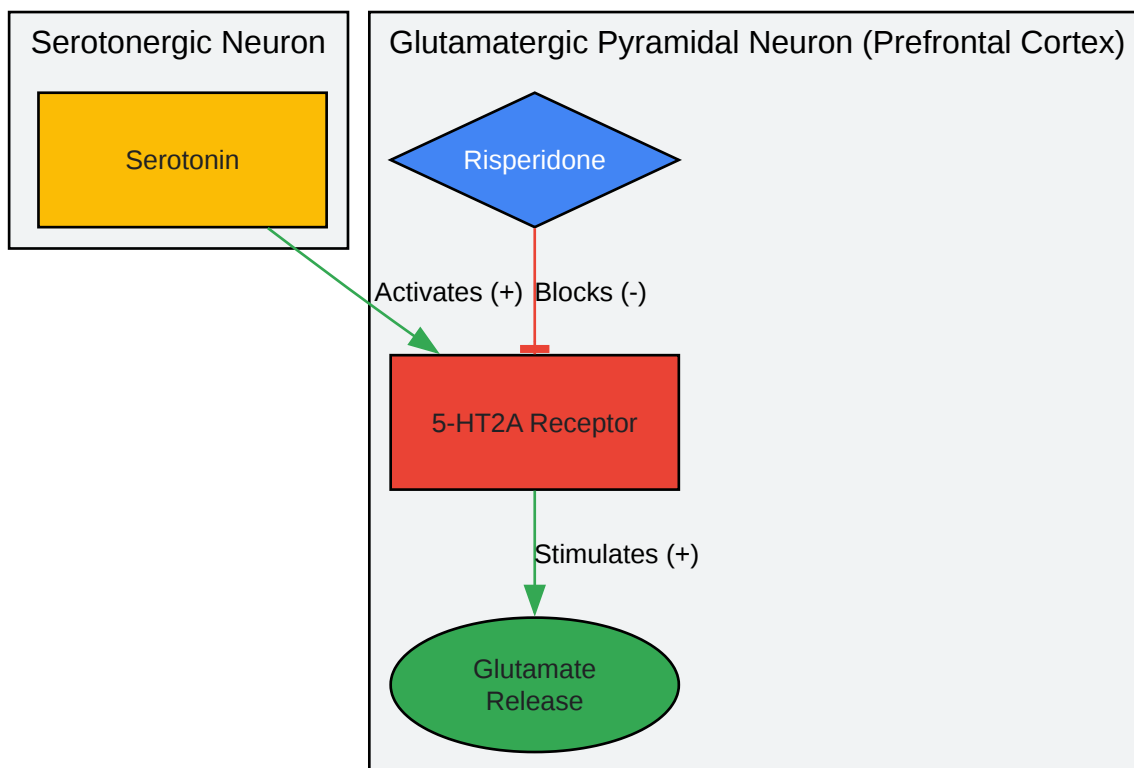 Serotonergic Neuron
Glutamatergic Pyramidal Neuron (Prefrontal Cortex)
Serotonin
Risperidone
Activates (+)
Blocks (-)
5-HT2A Receptor
Stimulates (+)
Glutamate
Release